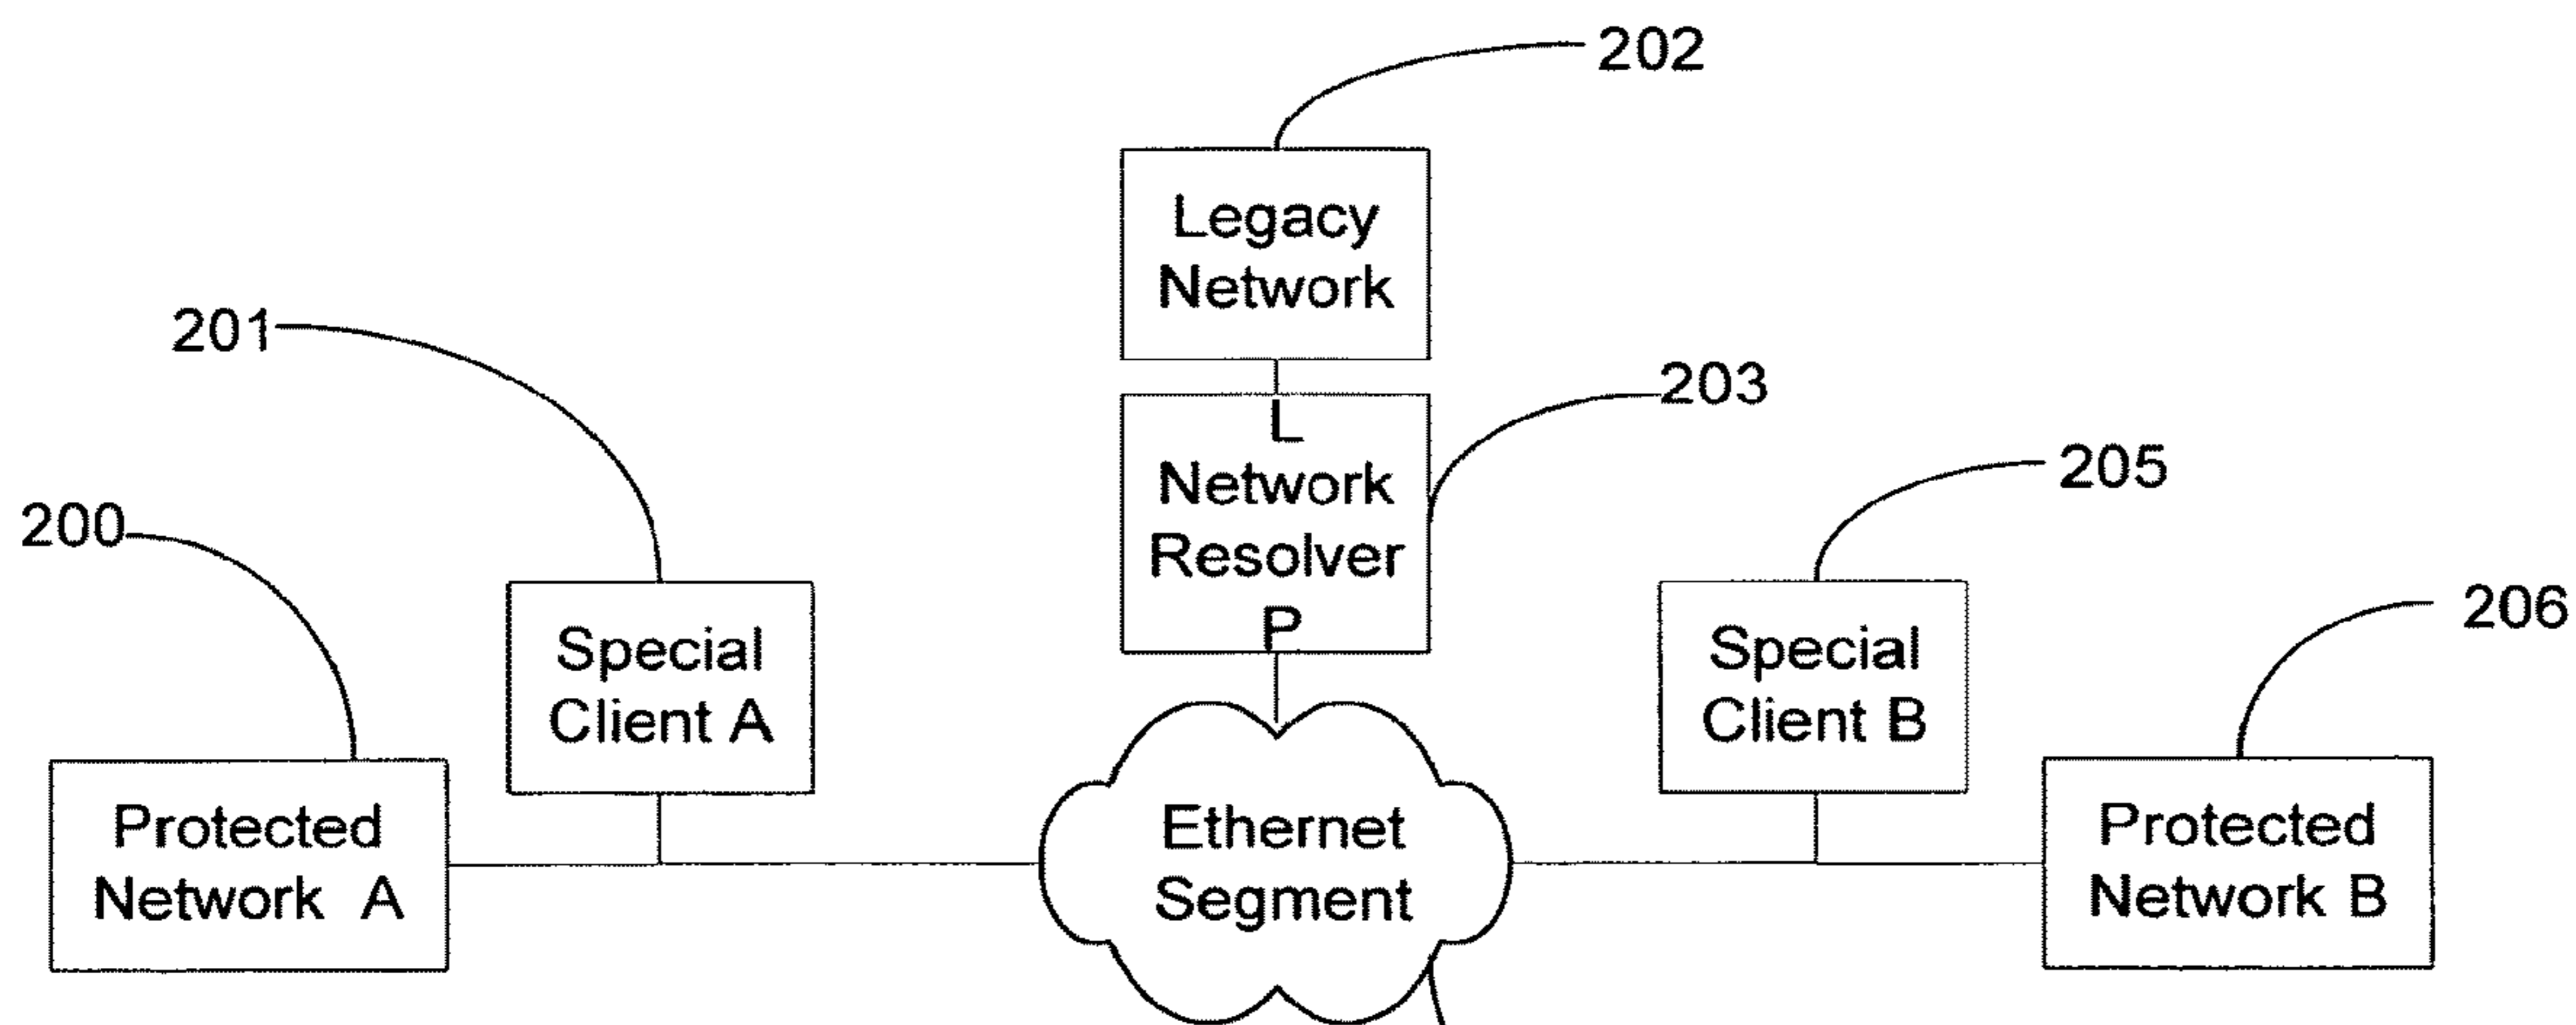 202
Legacy
Network
201
203
L
Network
Resolver
P
205
200
206
Special
Client A
Special
Client B
Protected
Network A
Ethernet
Segment
Protected
Network B